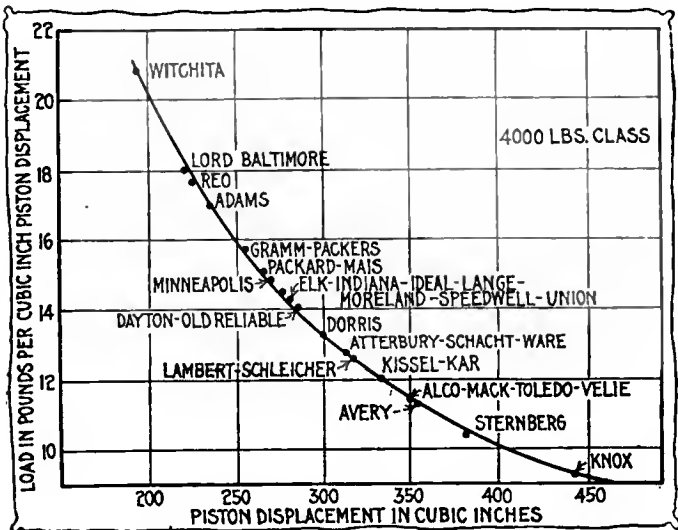 22
20
18
16
14
12
10
LOAD IN POUNDS PER CUBIC INCH PISTON DISPLACEMENT
WITCHITA
4000 LBS. CLASS
LORD BALTIMORE
REO
ADAMS
GRAMM-PACKERS
PACKARD-MAIS
MINNEAPOLIS
ELK-INDIANA-IDEAL-LANGE-
MORELAND-SPEEDWELL-UNION
DAYTON-OLD RELIABLE
DORRIS
ATTERBURY-SCHACHT-WARE
LAMBERT-SCHLEICHER
KISSEL-KAR
ALCO-MACK-TOLEDO-VELIE
AVERY
STERNBERG
KNOX
200 250 300 350 400 450
PISTON DISPLACEMENT IN CUBIC INCHES